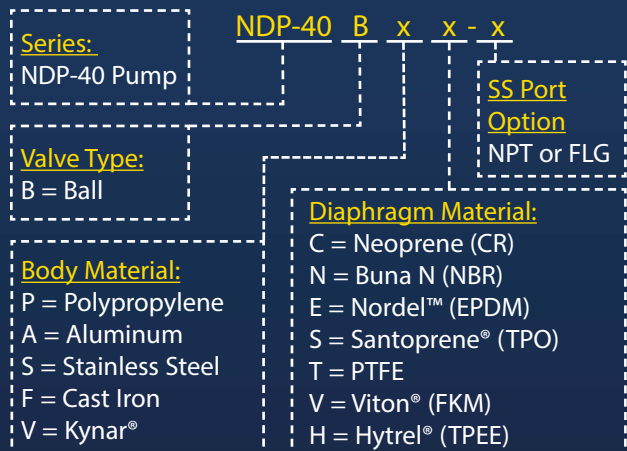 NDP-40 B x x - x
Series:
NDP-40 Pump
SS Port
Option
NPT or FLG
Valve Type:
B = Ball
Diaphragm Material:
C = Neoprene (CR)
N = Buna N (NBR)
E = Nordel™ (EPDM)
S = Santoprene® (TPO)
T = PTFE
V = Viton® (FKM)
H = Hytrel® (TPEE)
Body Material:
P = Polypropylene
A = Aluminum
S = Stainless Steel
F = Cast Iron
V = Kynar®